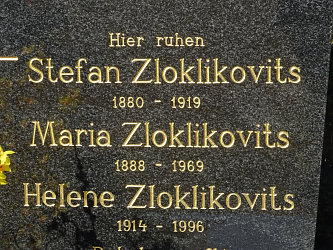 Hier ruhen
Stefan Zloklikovits
1880 - 1919
Maria Zloklikovits
1888 - 1969
Helene Zloklikovits
1914 - 1996